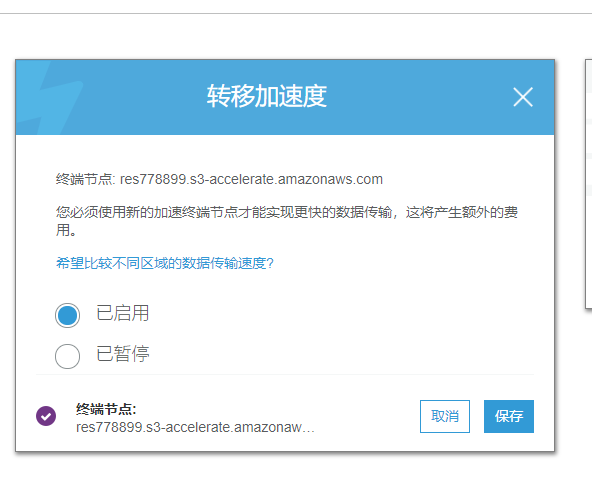 转移加速度
终端节点: res778899.s3-accelerate.amazonaws.com
您必须使用新的加速终端节点才能实现更快的数据传输，这将产生额外的费
用。
希望比较不同区域的数据传输速度?
已启用
已暂停
终端节点:
res778899.s3-accelerate.amazonaw...
取消
保存